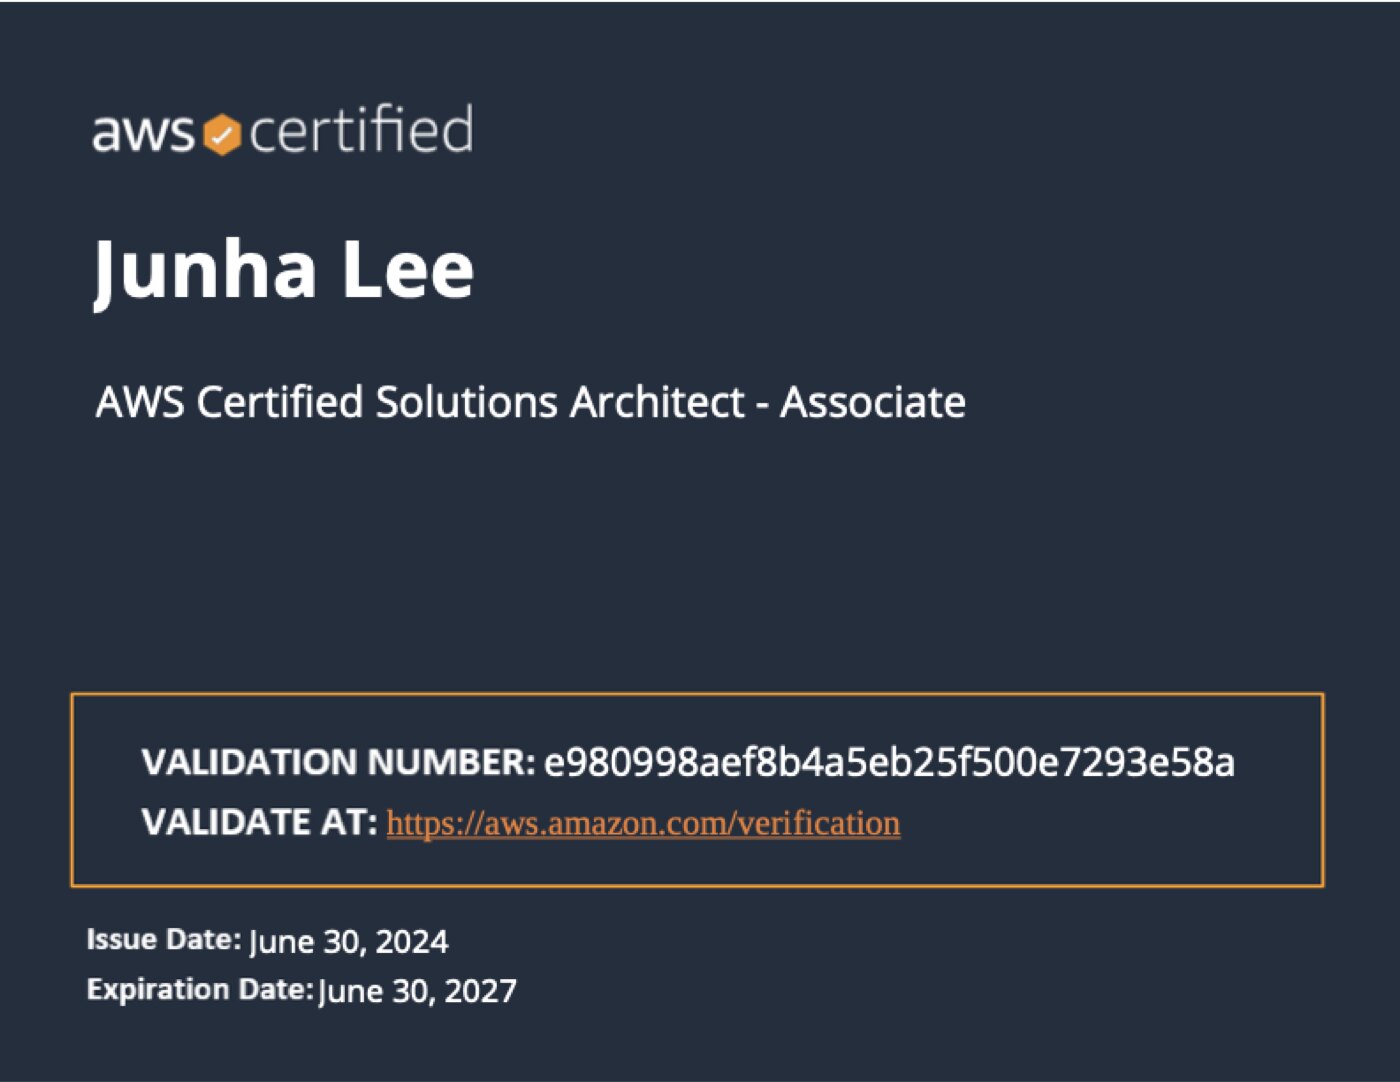 aws certified
Junha Lee
AWS Certified Solutions Architect - Associate
VALIDATION NUMBER: e980998aef8b4a5eb25f500e7293e58a
VALIDATE AT: https://aws.amazon.com/verification
Issue Date: June 30, 2024
Expiration Date: June 30, 2027